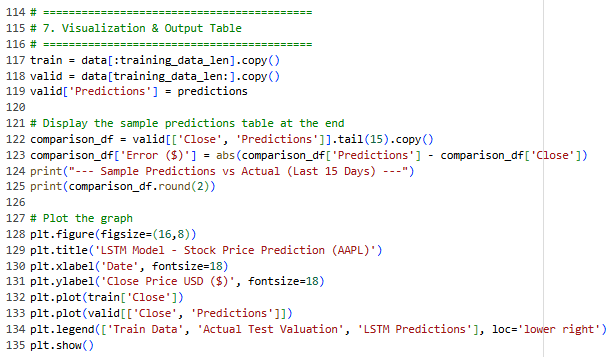 114 # =======================================
115 # 7. Visualization & Output Table
116 # =======================================
117 train = data[:training_data_len].copy()
118 valid = data[training_data_len:].copy()
119 valid['Predictions'] = predictions
120
121 # Display the sample predictions table at the end
122 comparison_df = valid[['Close', 'Predictions']].tail(15).copy()
123 comparison_df['Error ($)'] = abs(comparison_df['Predictions'] - comparison_df['Close'])
124 print("--- Sample Predictions vs Actual (Last 15 Days) ---")
125 print(comparison_df.round(2))
126
127 # Plot the graph
128 plt.figure(figsize=(16,8))
129 plt.title('LSTM Model - Stock Price Prediction (AAPL)')
130 plt.xlabel('Date', fontsize=18)
131 plt.ylabel('Close Price USD ($)', fontsize=18)
132 plt.plot(train['Close'])
133 plt.plot(valid[['Close', 'Predictions']])
134 plt.legend(['Train Data', 'Actual Test Valuation', 'LSTM Predictions'], loc='lower right')
135 plt.show()